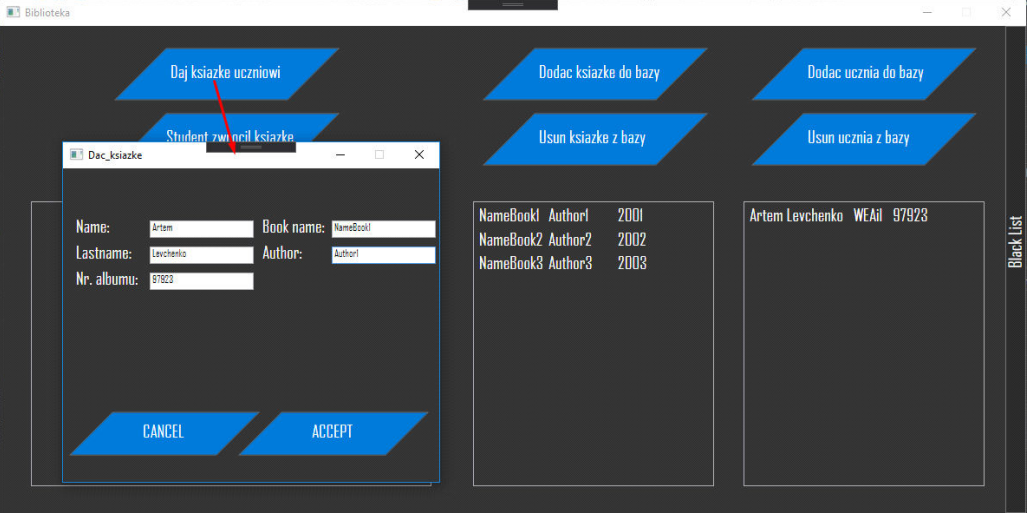 Biblioteka
Daj ksiazke uczniowi
Dodac ksiazke do bazy
Dodac ucznia do bazy
Student zwrocil ksiazke
Usun ksiazke z bazy
Usun ucznia z bazy
Dac_ksiazke
Name: Artem Book name: NameBook1
Lastname: Levchenko Author: Author1
Nr. albumu: 97923
CANCEL ACCEPT
NameBook1 Author1 2001
NameBook2 Author2 2002
NameBook3 Author3 2003
Artem Levchenko WEAiI 97923
Black List